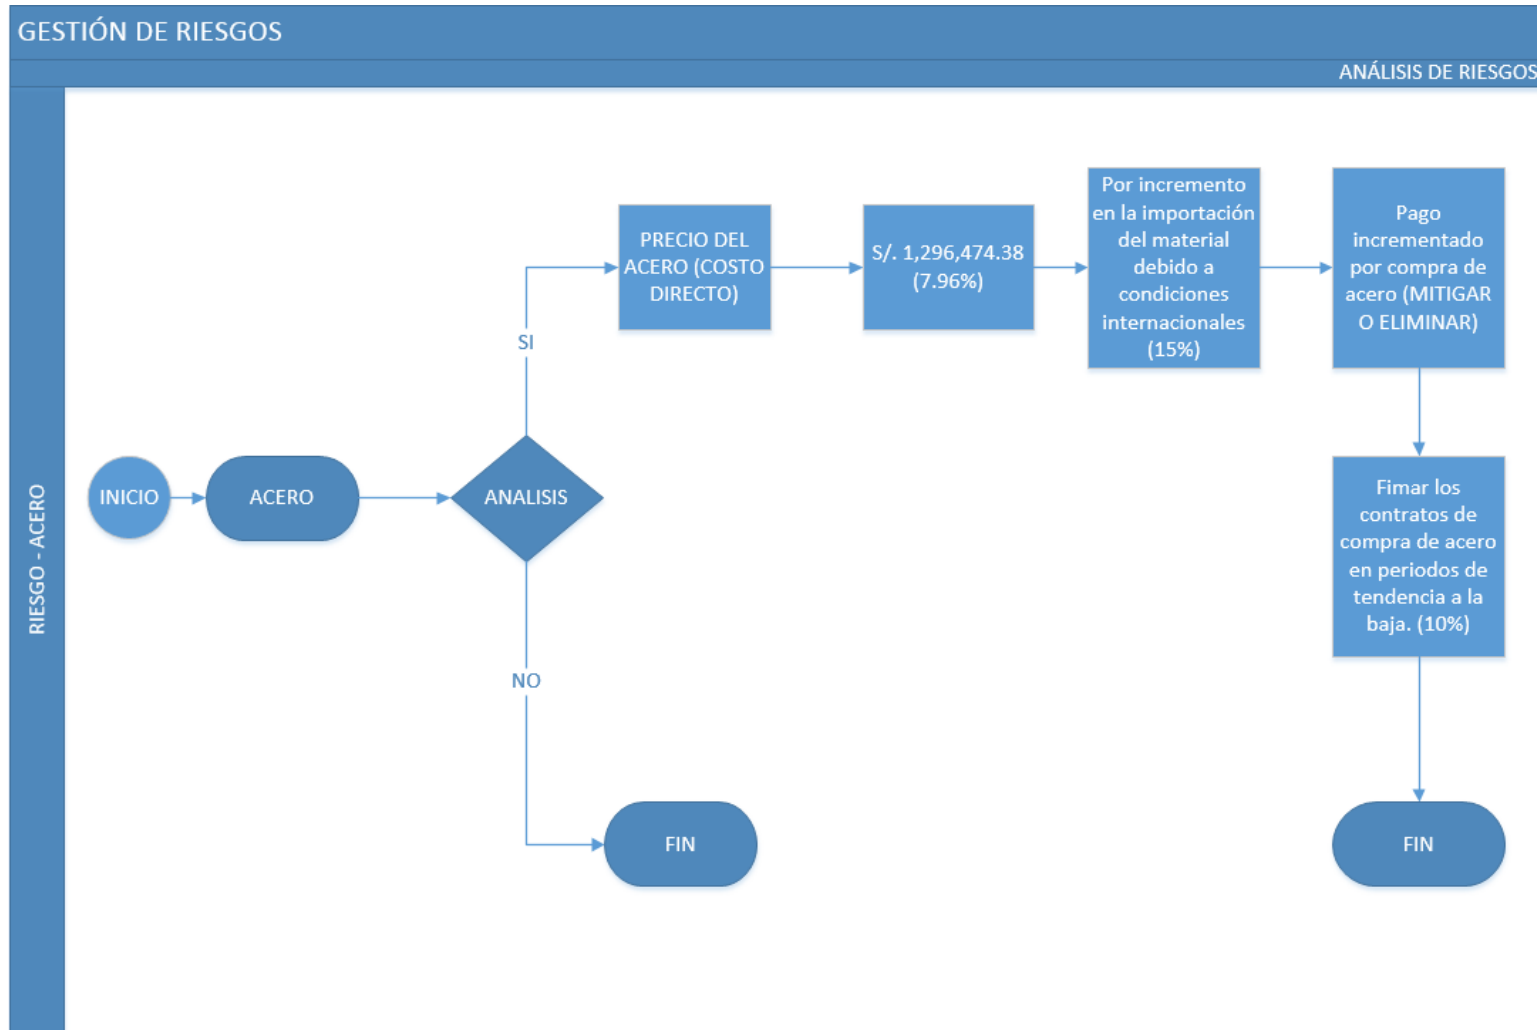 GESTIÓN DE RIESGOS
ANÁLISIS DE RIESGOS
RIESGO - ACERO
INICIO
ACERO
ANALISIS
SI
PRECIO DEL
ACERO (COSTO
DIRECTO)
S/. 1,296,474.38
(7.96%)
Por incremento
en la importación
del material
debido a
condiciones
internacionales
(15%)
Pago
incrementado
por compra de
acero (MITIGAR
O ELIMINAR)
Fimar los
contratos de
compra de acero
en periodos de
tendencia a la
baja. (10%)
FIN
NO
FIN